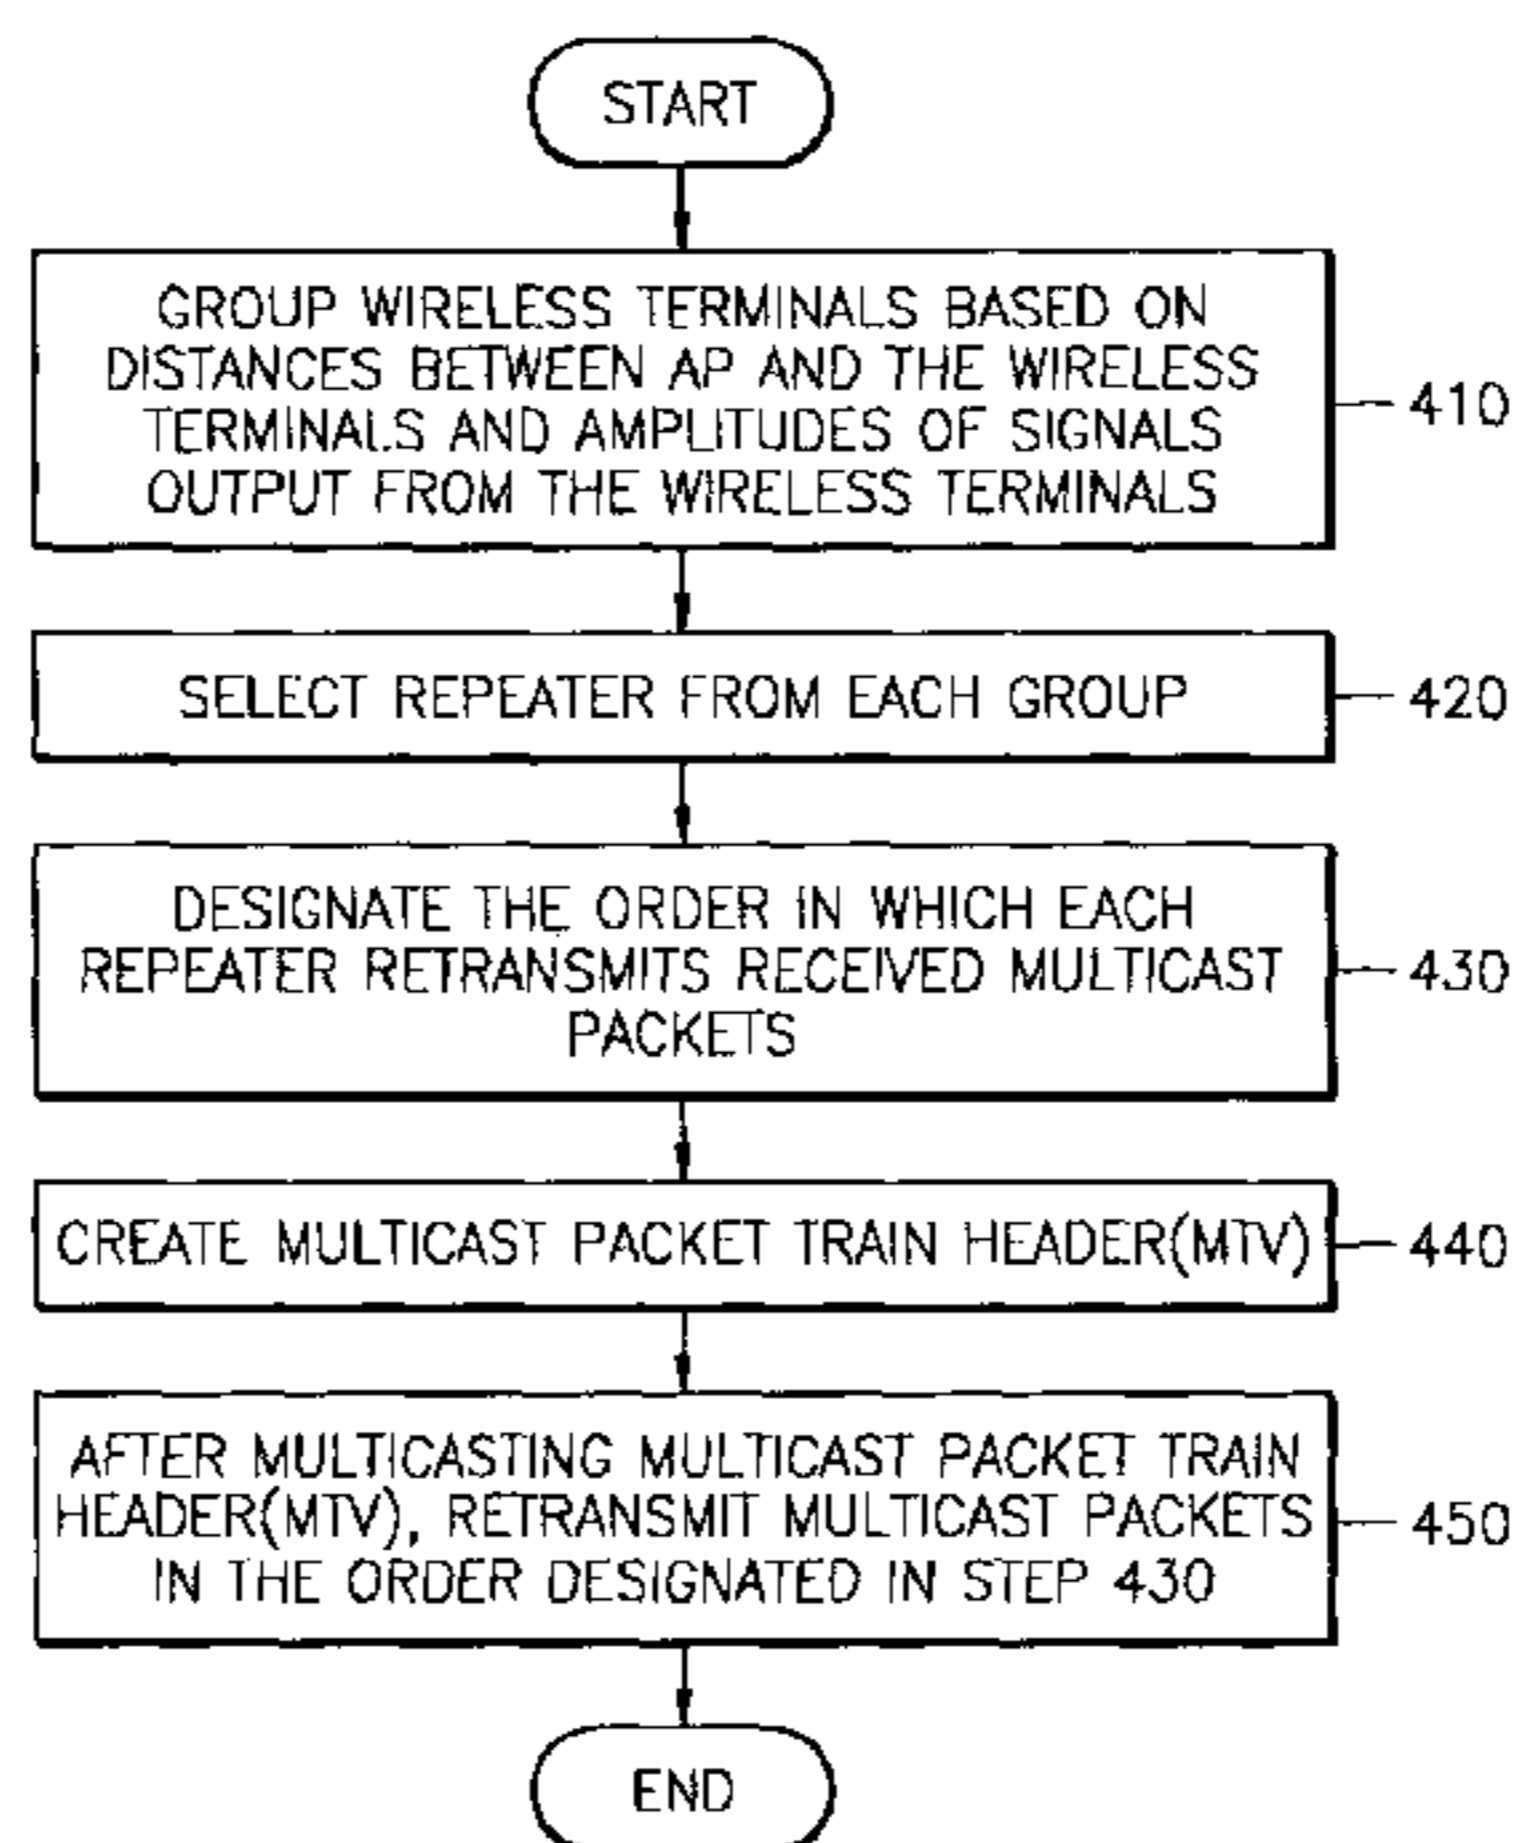 START
GROUP WIRELESS TERMINALS BASED ON
DISTANCES BETWEEN AP AND THE WIRELESS
TERMINALS AND AMPLITUDES OF SIGNALS
OUTPUT FROM THE WIRELESS TERMINALS
410
SELECT REPEATER FROM EACH GROUP
420
DESIGNATE THE ORDER IN WHICH EACH
REPEATER RETRANSMITS RECEIVED MULTICAST
PACKETS
430
CREATE MULTICAST PACKET TRAIN HEADER(MTV)
440
AFTER MULTICASTING MULTICAST PACKET TRAIN
HEADER(MTV), RETRANSMIT MULTICAST PACKETS
IN THE ORDER DESIGNATED IN STEP 430
450
END